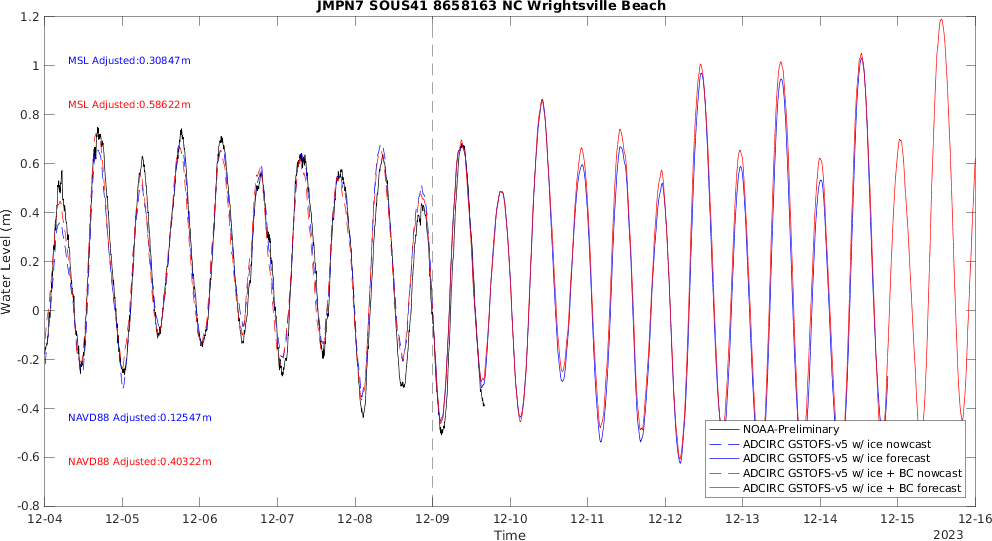 JMPN7 SOUS41 8658163 NC Wrightsville Beach
1.2
1
0.8
0.6
0.4
0.2
0
-0.2
-0.4
-0.6
-0.8
Water Level (m)
MSL Adjusted:0.30847m
MSL Adjusted:0.58622m
NAVD88 Adjusted:0.12547m
NAVD88 Adjusted:0.40322m
NOAA-Preliminary
ADCIRC GSTOFS-v5 w/ ice nowcast
ADCIRC GSTOFS-v5 w/ ice forecast
ADCIRC GSTOFS-v5 w/ ice + BC nowcast
ADCIRC GSTOFS-v5 w/ ice + BC forecast
12-04 12-05 12-06 12-07 12-08 12-09 12-10 12-11 12-12 12-13 12-14 12-15 12-16
Time
2023